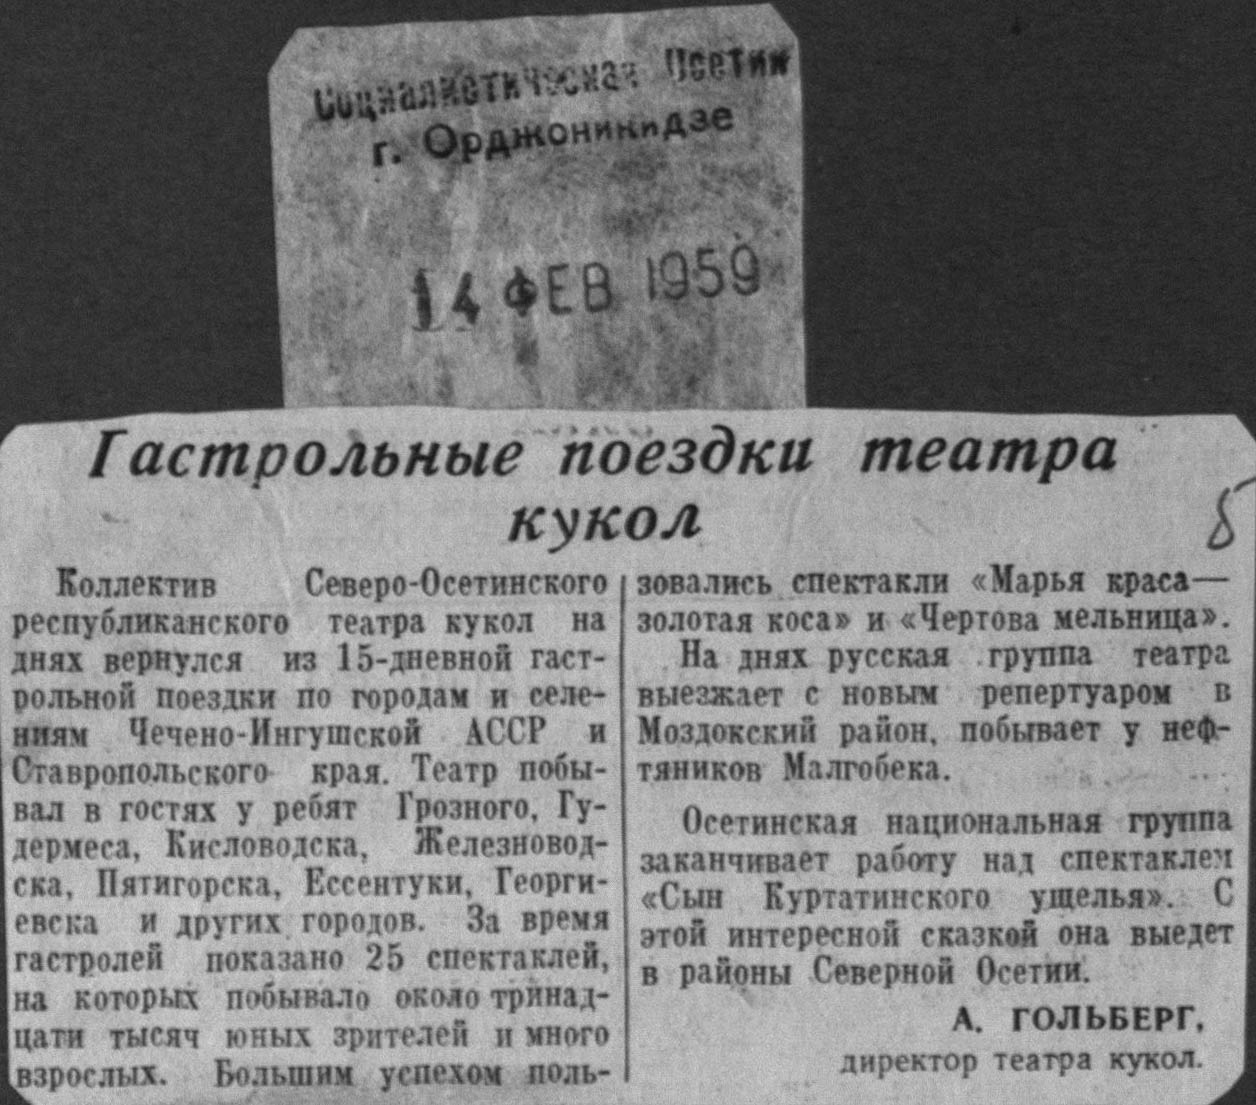 Социалистическая Осетия
г. Орджоникидзе
14 ФЕВ 1959
Гастрольные поездки театра
кукол
Коллектив Северо-Осетинского
республиканского театра кукол на
днях вернулся из 15-дневной гаст-
рольной поездки по городам и селе-
ниям Чечено-Ингушской АССР и
Ставропольского края. Театр побы-
вал в гостях у ребят Грозного, Гу-
дермеса, Кисловодска, Железновод-
ска, Пятигорска, Ессентуки, Георги-
евска и других городов. За время
гастролей показано 25 спектаклей,
на которых побывало около тринад-
цати тысяч юных зрителей и много
взрослых. Большим успехом поль-
зовались спектакли «Марья краса—
золотая коса» и «Чертова мельница».
На днях русская группа театра
выезжает с новым репертуаром в
Моздокский район, побывает у неф-
тяников Малгобека.
Осетинская национальная группа
заканчивает работу над спектаклем
«Сын Куртатинского ущелья». С
этой интересной сказкой она выедет
в районы Северной Осетии.
А. ГОЛЬБЕРГ,
директор театра кукол.